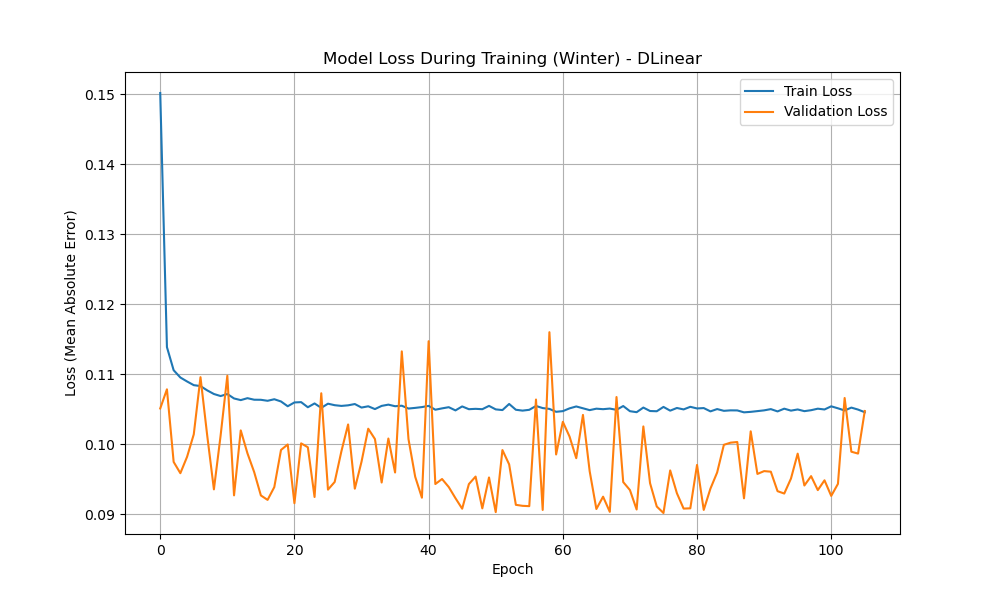 Model Loss During Training (Winter) - DLinear
Train Loss
Validation Loss
Loss (Mean Absolute Error)
0.15
0.14
0.13
0.12
0.11
0.10
0.09
0 20 40 60 80 100
Epoch